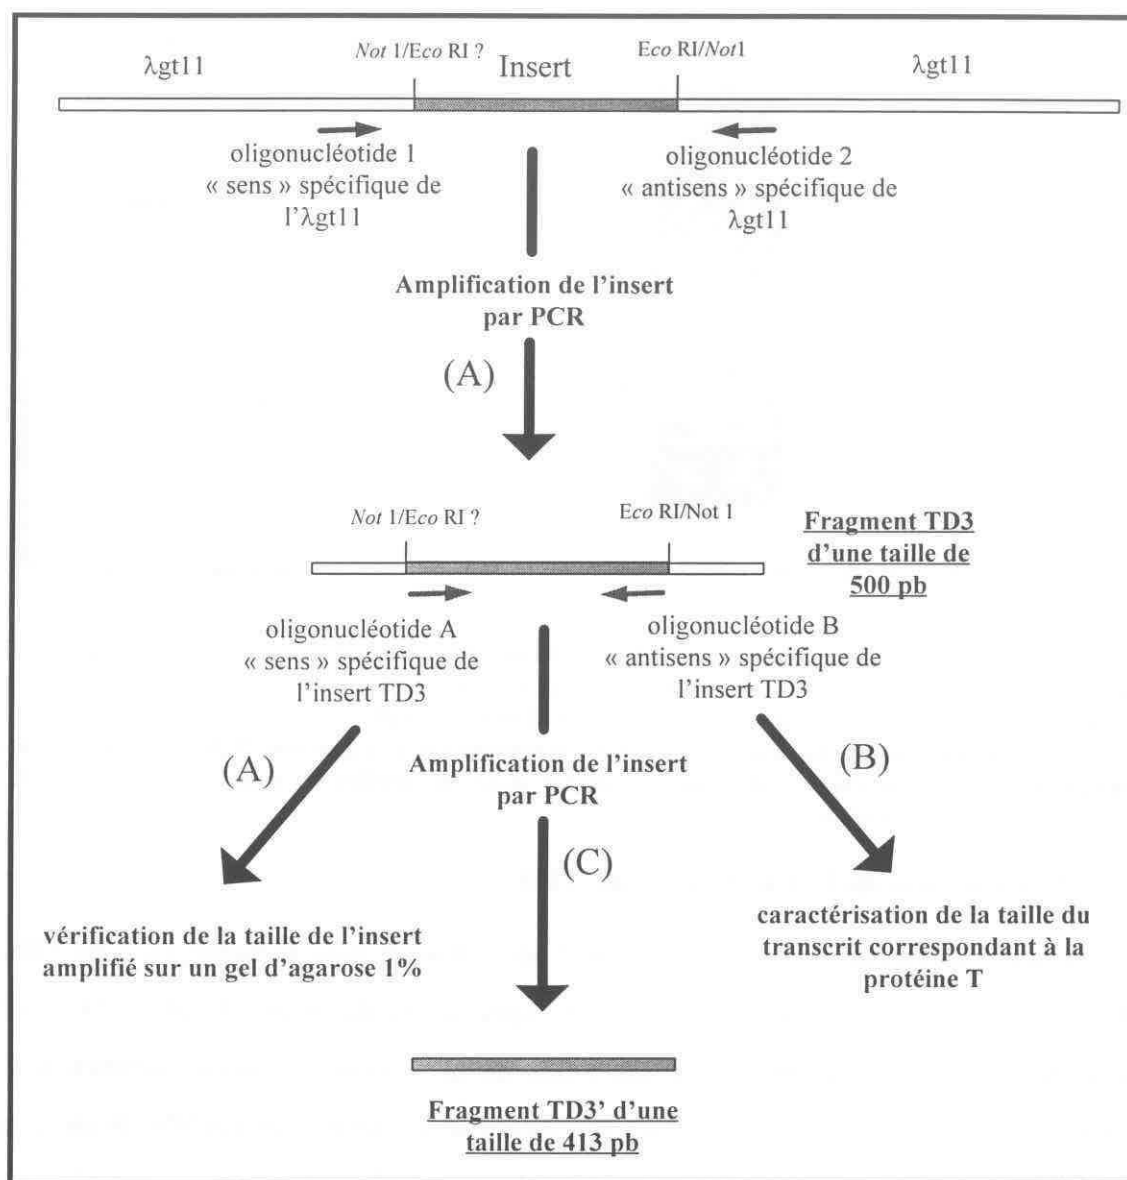 λgt11
Not 1/Eco RI ?
Insert
Eco RI/Not1
λgt11
oligonucléotide 1
« sens » spécifique de
l'λgt11
oligonucléotide 2
« antisens » spécifique de
λgt11
Amplification de l'insert
par PCR
(A)
Not 1/Eco RI ?
Eco RI/Not 1
Fragment TD3
d'une taille de
500 pb
oligonucléotide A
« sens » spécifique de
l'insert TD3
oligonucléotide B
« antisens » spécifique de
l'insert TD3
(A)
Amplification de l'insert
par PCR
(B)
(C)
vérification de la taille de l'insert
amplifié sur un gel d'agarose 1%
caractérisation de la taille du
transcrit correspondant à la
protéine T
Fragment TD3' d'une
taille de 413 pb